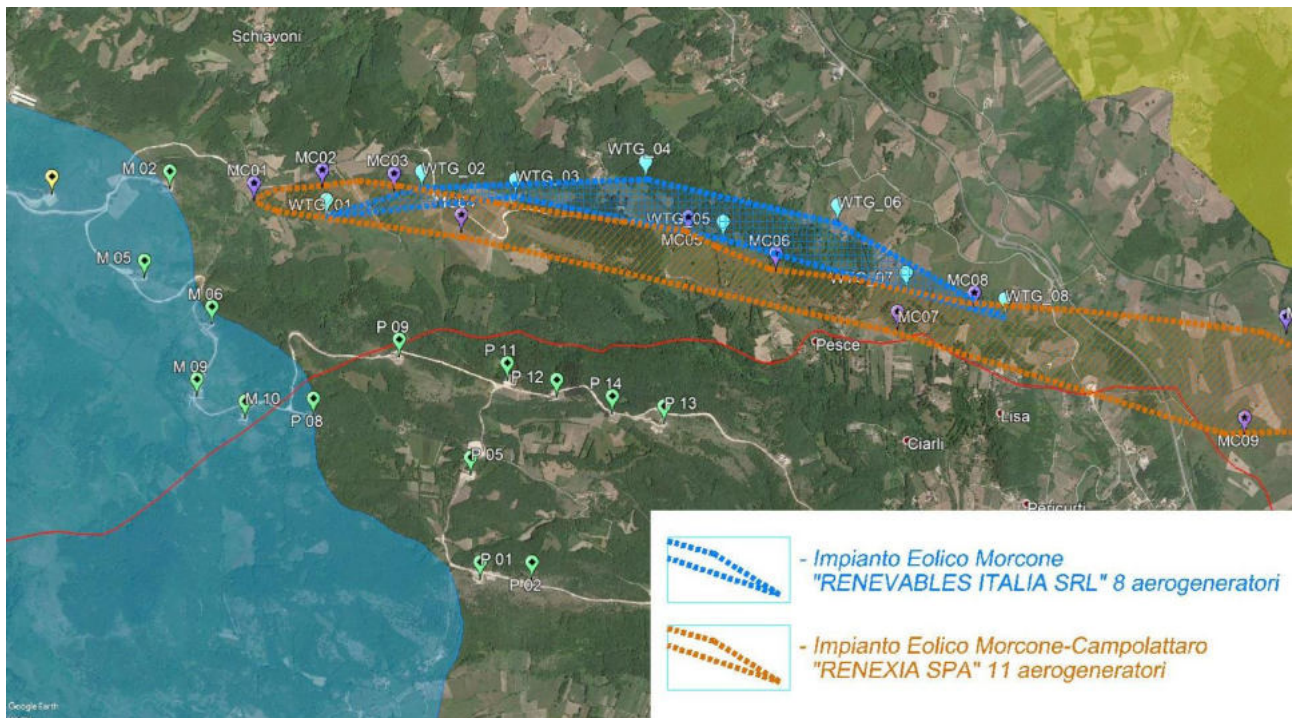 Schiavoni
WTG_04
M 02
MC01
MC02
MC03
WTG_02
WTG_03
WTG_01
WTG_05
WTG_06
MC05
MC06
M 05
MC08
WTG_08
M 06
MC07
P 09
Pesce
P 11
M 09
P 12
P 14
M 10
P 13
P 08
Lisa
MC09
Ciarli
P 05
Pericurti
P 01
P 02
- Impianto Eolico Morcone
"RENEVABLES ITALIA SRL" 8 aerogeneratori
- Impianto Eolico Morcone-Campolattaro
"RENEXIA SPA" 11 aerogeneratori
Google Earth